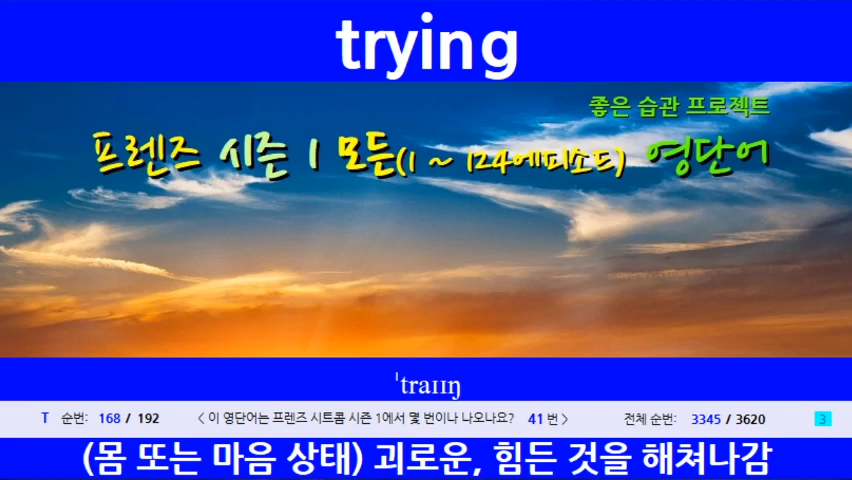 trying
좋은 습관 프로젝트
프렌즈 시즌 1 모든(1 ~ 124에피소드) 영단어
ˈtraɪɪŋ
T 순번: 168 / 192 < 이 영단어는 프렌즈 시트콤 시즌 1에서 몇 번이나 나오나요? 41 번 > 전체 순번: 3345 / 3620 3
(몸 또는 마음 상태) 괴로운, 힘든 것을 해쳐나감